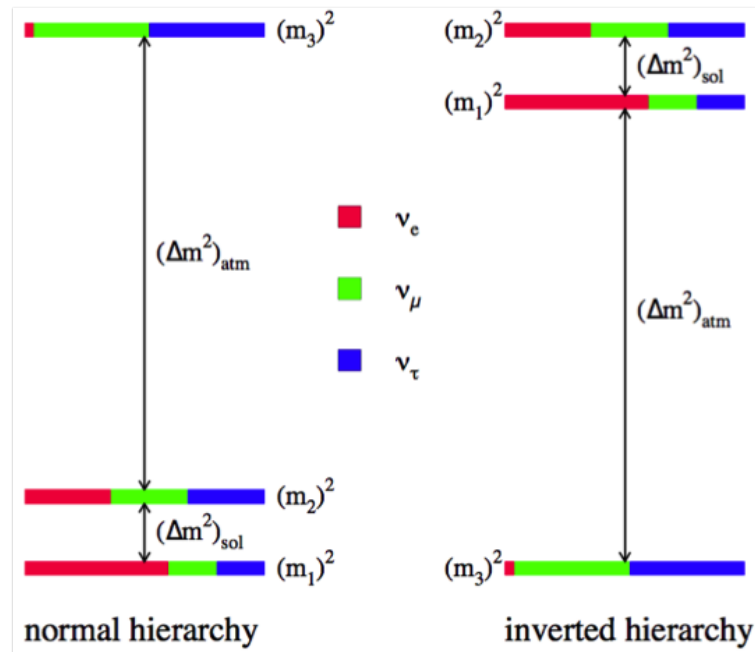 (m₃)²
(Δm²)atm
(m₂)²
(Δm²)sol
(m₁)²
normal hierarchy
νe
νμ
ντ
(m₂)²
(Δm²)sol
(m₁)²
(Δm²)atm
(m₃)²
inverted hierarchy